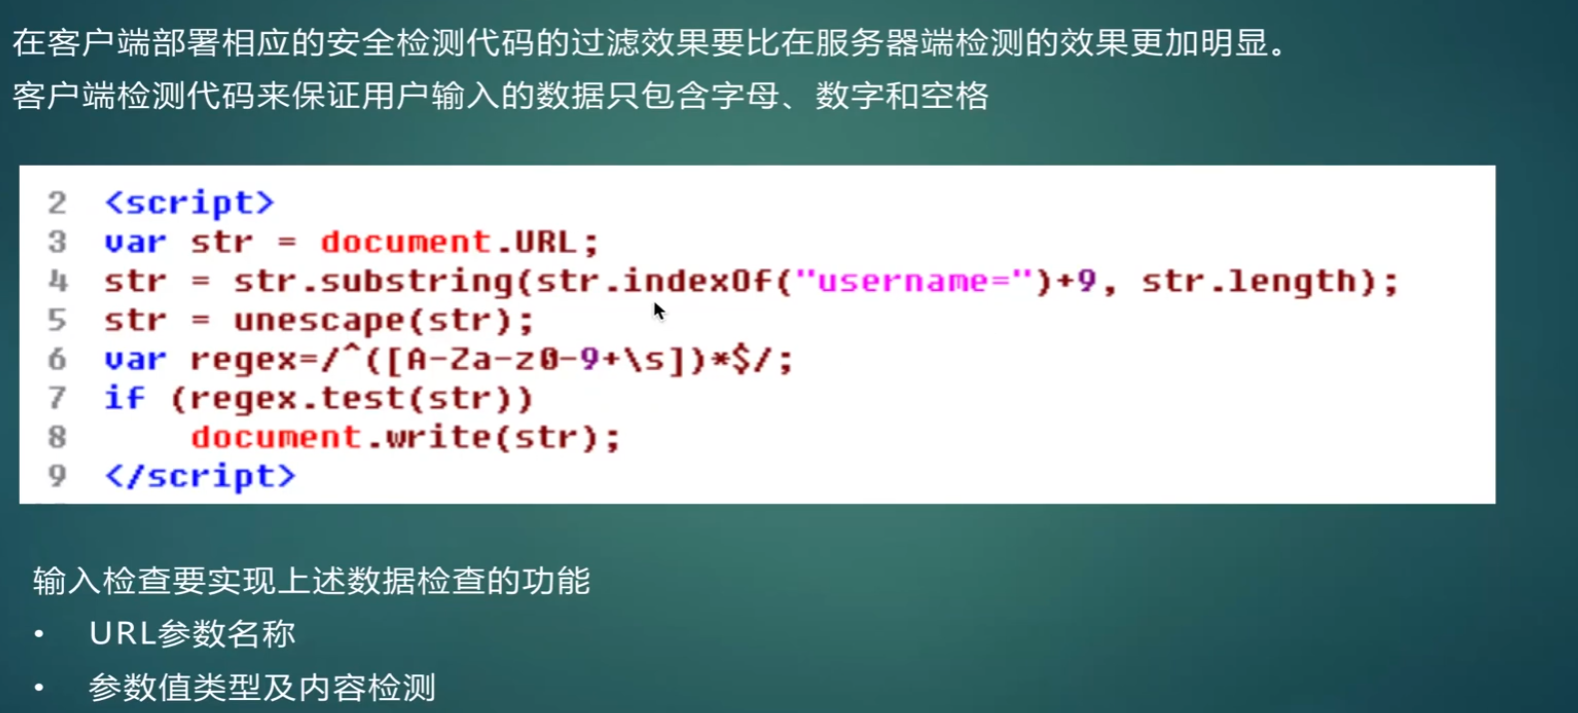 在客户端部署相应的安全检测代码的过滤效果要比在服务器端检测的效果更加明显。
客户端检测代码来保证用户输入的数据只包含字母、数字和空格
2 <script>
3 var str = document.URL;
4 str = str.substring(str.indexOf("username=")+9, str.length);
5 str = unescape(str);
6 var regex=/^([A-Za-z0-9+\s])*$/;
7 if (regex.test(str))
8 document.write(str);
9 </script>
输入检查要实现上述数据检查的功能
• URL参数名称
• 参数值类型及内容检测